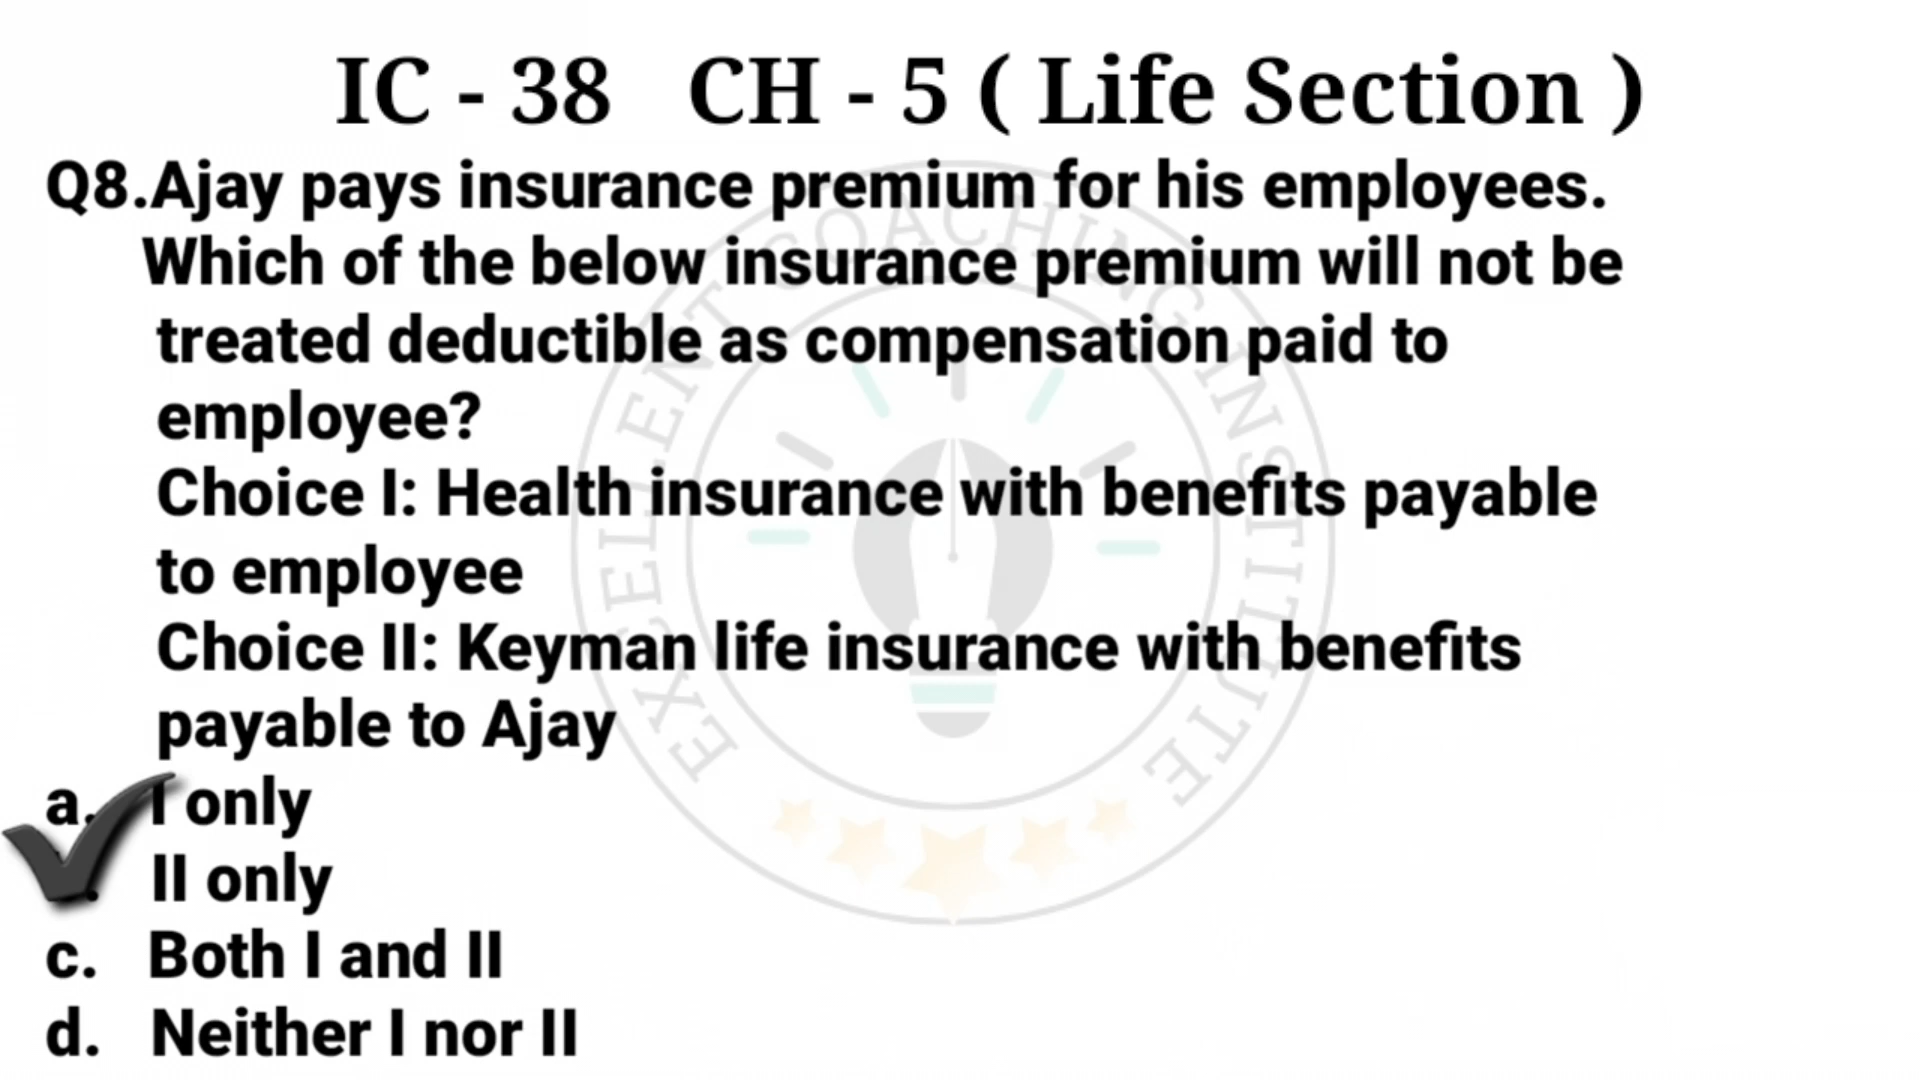 IC - 38 CH - 5 ( Life Section )
Q8.Ajay pays insurance premium for his employees.
Which of the below insurance premium will not be
treated deductible as compensation paid to
employee?
Choice I: Health insurance with benefits payable
to employee
Choice II: Keyman life insurance with benefits
payable to Ajay
a. I only
II only
c. Both I and II
d. Neither I nor II
EXCELLENT COACHING INSTITUTE